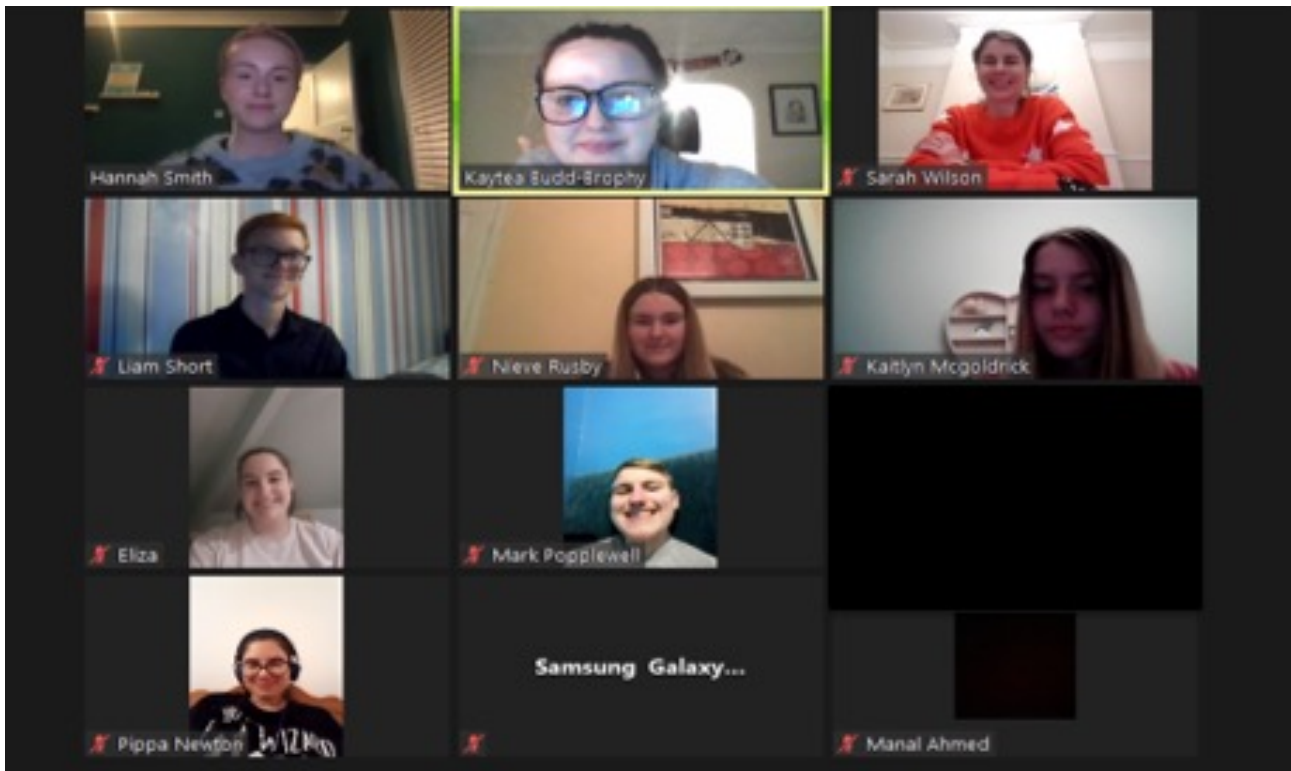 Hannah Smith
Kaytea Budd-Brophy
Sarah Wilson
Liam Short
Nieve Rusby
Kaitlyn Mcgoldrick
Eliza
Mark Popplewell
Pippa Newton
Samsung Galaxy...
Manal Ahmed